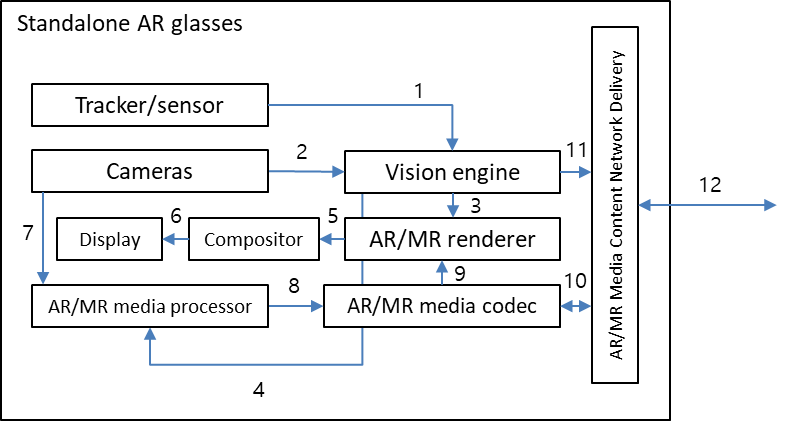 Standalone AR glasses
Tracker/sensor
1
Cameras
2
Vision engine
11
12
7
6
5
3
Display
Compositor
AR/MR renderer
8
9
10
AR/MR media processor
AR/MR media codec
4
AR/MR Media Content Network Delivery